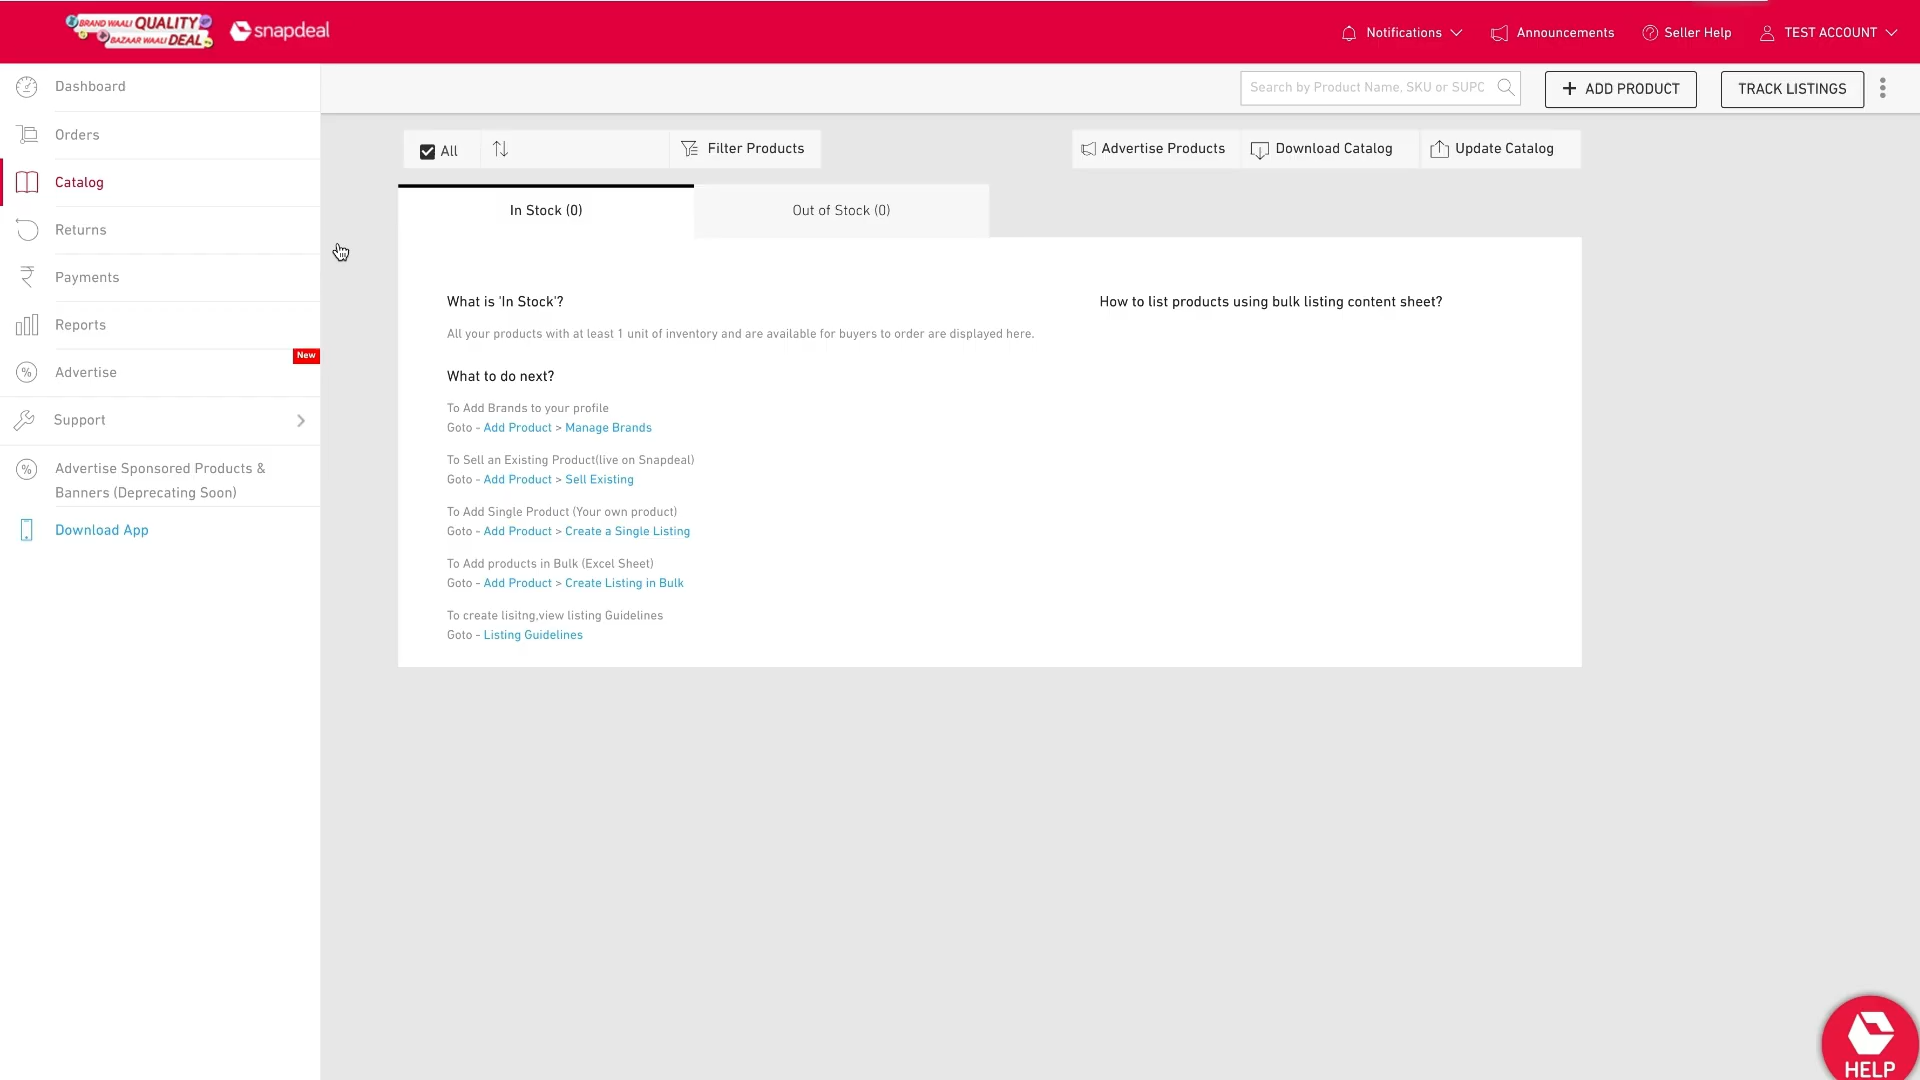 BRAND WAALI QUALITY
BAZAAR WAALI DEAL
snapdeal
Notifications
Announcements
Seller Help
TEST ACCOUNT
Dashboard
Orders
Catalog
Returns
Payments
Reports
New
Advertise
Support
Advertise Sponsored Products &
Banners (Deprecating Soon)
Download App
Search by Product Name, SKU or SUPC
+ ADD PRODUCT
TRACK LISTINGS
All
Filter Products
Advertise Products
Download Catalog
Update Catalog
In Stock (0)
Out of Stock (0)
What is 'In Stock'?
All your products with at least 1 unit of inventory and are available for buyers to order are displayed here.
What to do next?
To Add Brands to your profile
Goto - Add Product > Manage Brands
To Sell an Existing Product(live on Snapdeal)
Goto - Add Product > Sell Existing
To Add Single Product (Your own product)
Goto - Add Product > Create a Single Listing
To Add products in Bulk (Excel Sheet)
Goto - Add Product > Create Listing in Bulk
To create lisitng,view listing Guidelines
Goto - Listing Guidelines
How to list products using bulk listing content sheet?
HELP